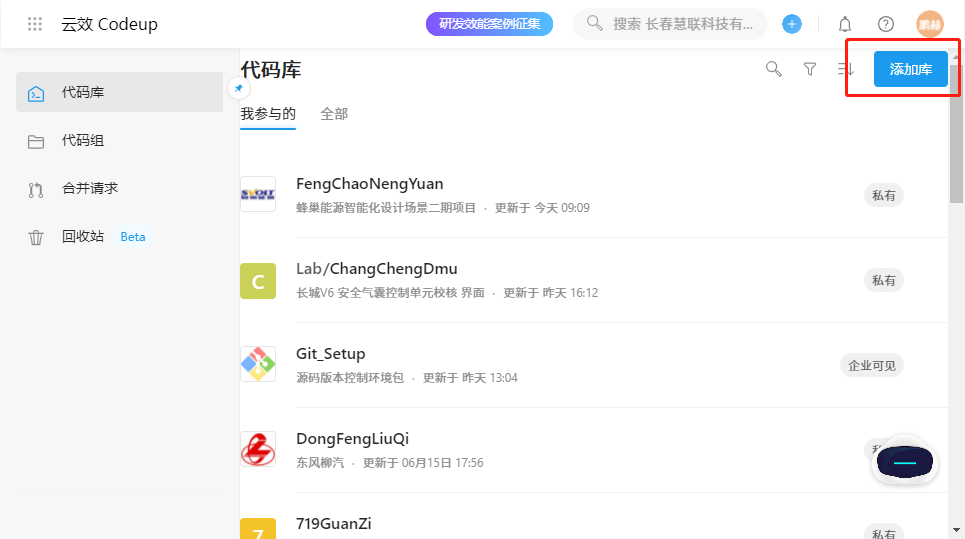 云效 Codeup
研发效能案例征集
搜索 长春慧联科技有...
鹏赫
代码库
代码组
合并请求
回收站 Beta
代码库
添加库
我参与的 全部
SVOLT
FengChaoNengYuan
蜂巢能源智能化设计场景二期项目 · 更新于 今天 09:09
私有
C
Lab/ChangChengDmu
长城V6 安全气囊控制单元校核 界面 · 更新于 昨天 16:12
私有
Git_Setup
源码版本控制环境包 · 更新于 昨天 13:04
企业可见
DongFengLiuQi
东风柳汽 · 更新于 06月15日 17:56
7
719GuanZi
私有